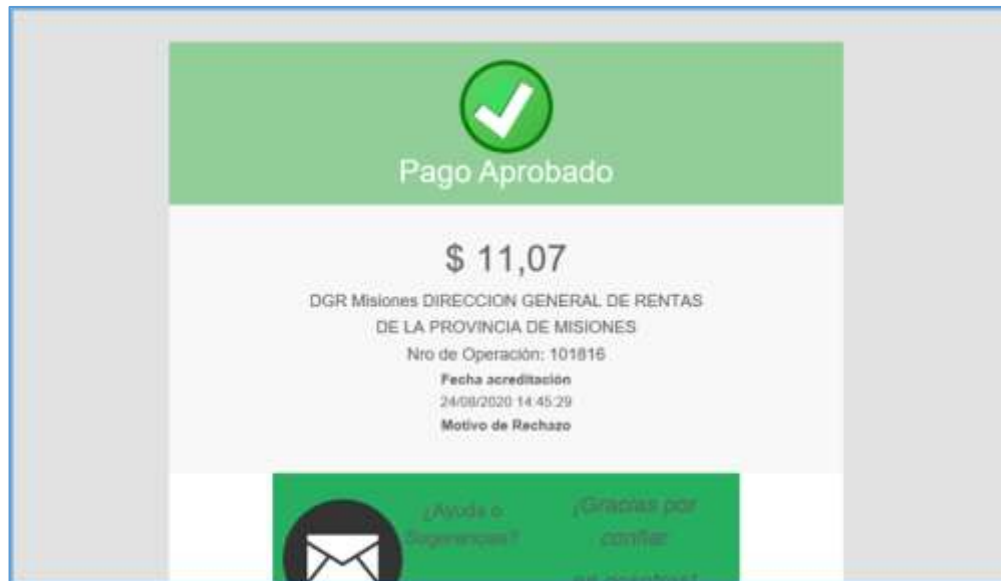 Pago Aprobado
$ 11,07
DGR Misiones DIRECCION GENERAL DE RENTAS
DE LA PROVINCIA DE MISIONES
Nro de Operación: 101816
Fecha acreditación
24/08/2020 14:45:29
Motivo de Rechazo
¿Ayuda o
Sugerencias?
¡Gracias por
confiar